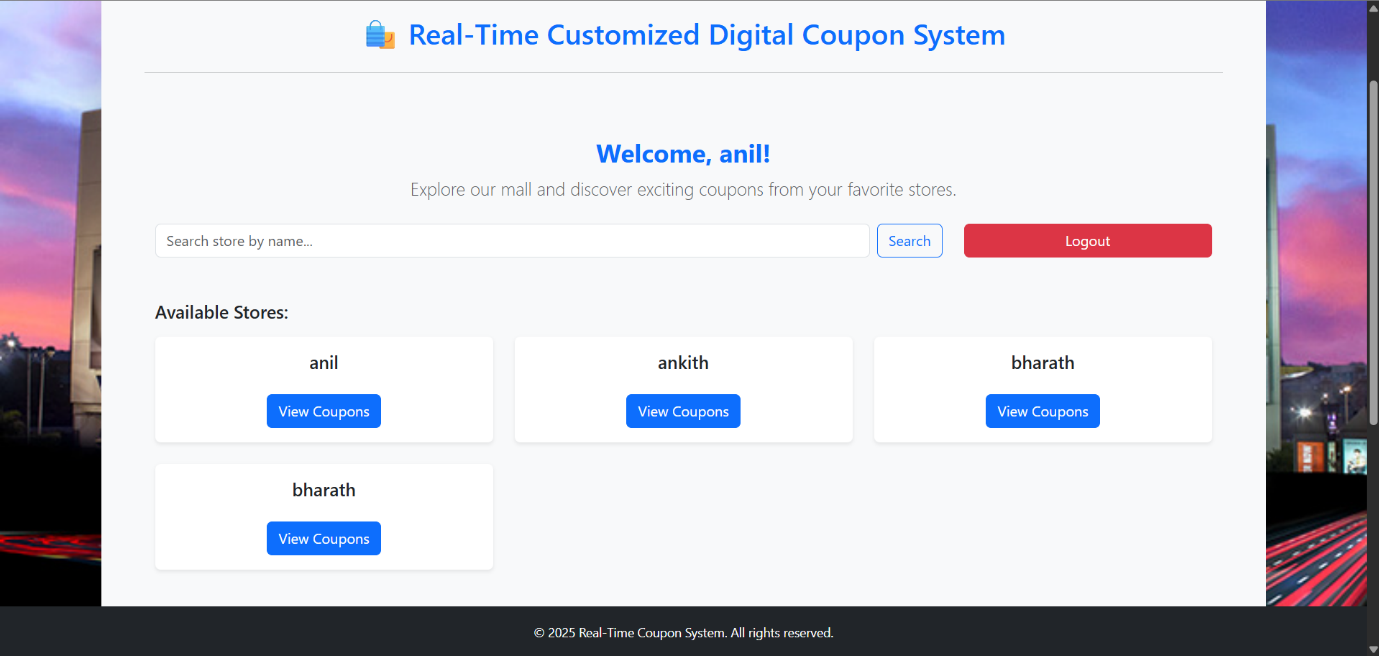 Real-Time Customized Digital Coupon System
Welcome, anil!
Explore our mall and discover exciting coupons from your favorite stores.
Search store by name...
Search
Logout
Available Stores:
anil
ankith
bharath
View Coupons
View Coupons
View Coupons
bharath
View Coupons
© 2025 Real-Time Coupon System. All rights reserved.